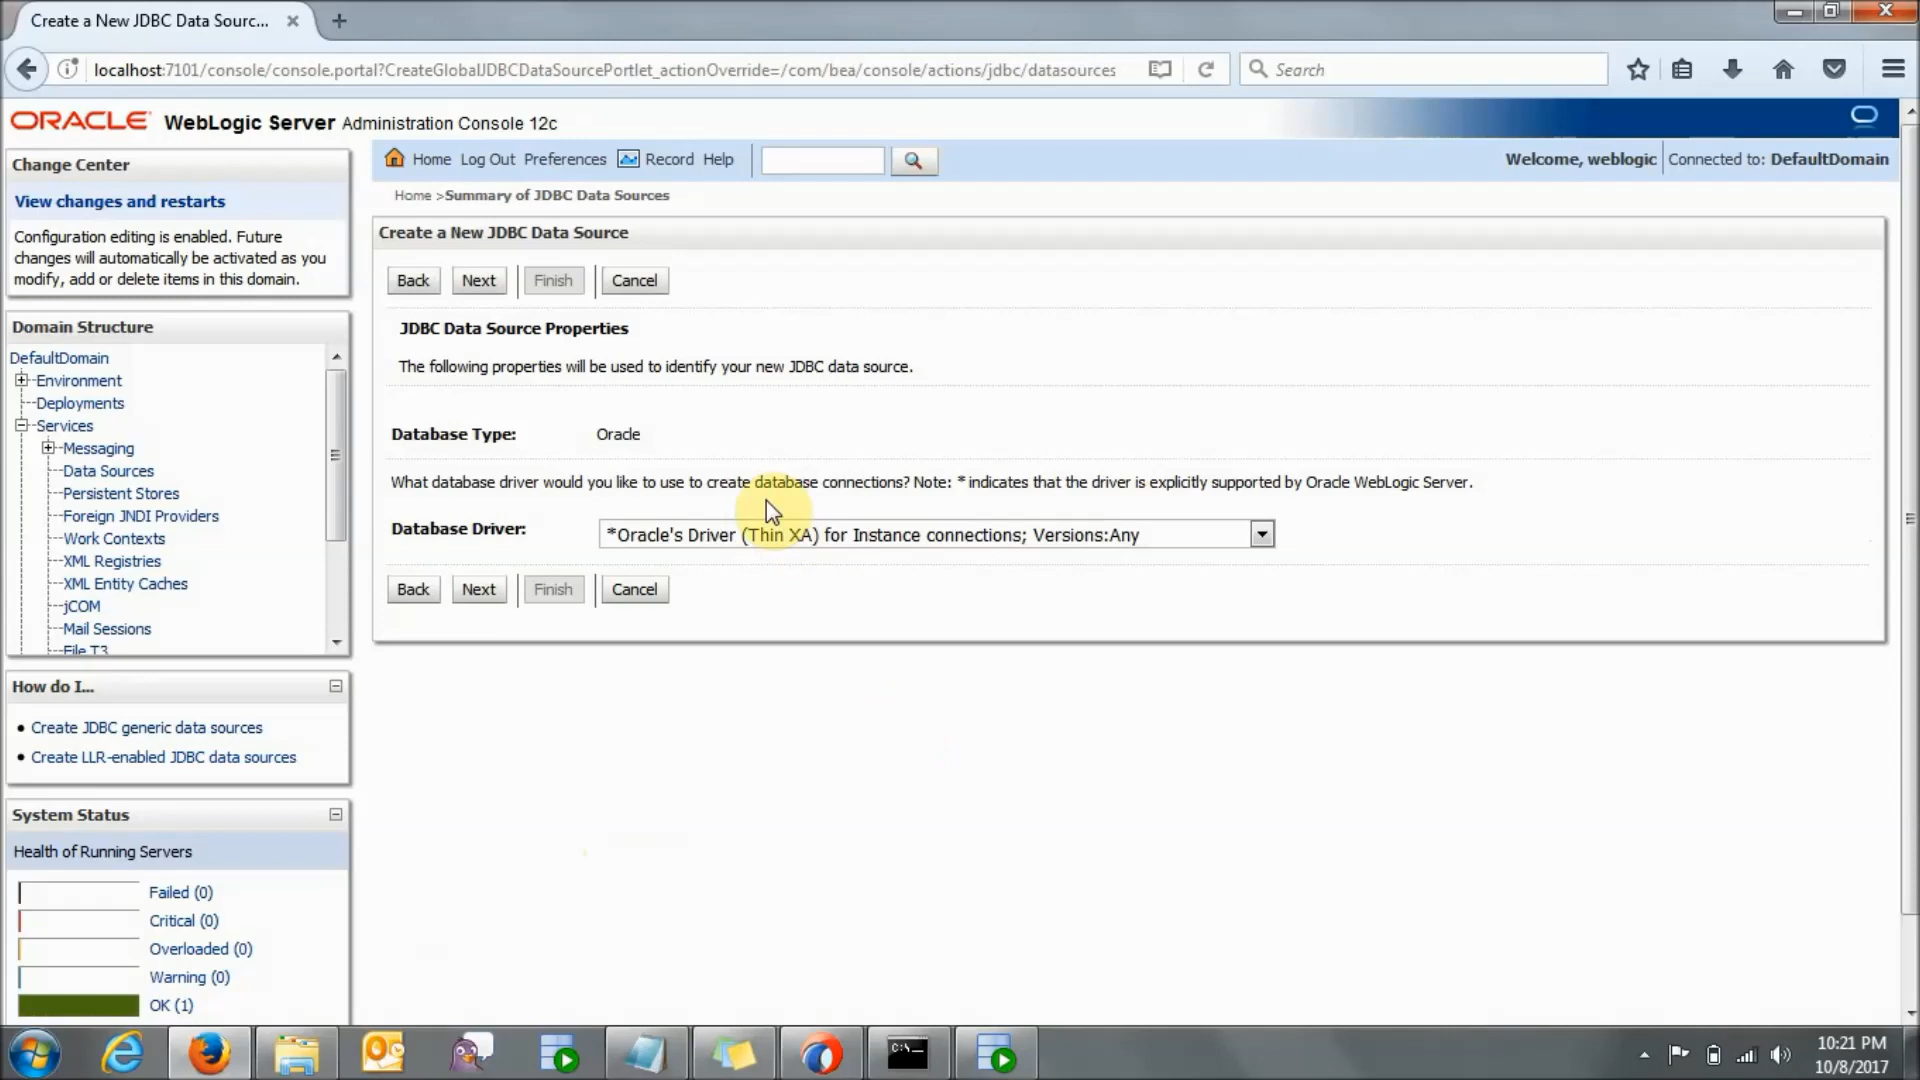 Create a New JDBC Data Sourc...
localhost:7101/console/console.portal?CreateGlobalJDBCDataSourcePortlet_actionOverride=/com/bea/console/actions/jdbc/datasources
Search
ORACLE WebLogic Server Administration Console 12c
Change Center
View changes and restarts
Configuration editing is enabled. Future
changes will automatically be activated as you
modify, add or delete items in this domain.
Domain Structure
DefaultDomain
Environment
Deployments
Services
Messaging
Data Sources
Persistent Stores
Foreign JNDI Providers
Work Contexts
XML Registries
XML Entity Caches
jCOM
Mail Sessions
File T3
How do I...
Create JDBC generic data sources
Create LLR-enabled JDBC data sources
System Status
Health of Running Servers
Failed (0)
Critical (0)
Overloaded (0)
Warning (0)
OK (1)
Home Log Out Preferences Record Help
Welcome, weblogic Connected to: DefaultDomain
Home >Summary of JDBC Data Sources
Create a New JDBC Data Source
Back Next Finish Cancel
JDBC Data Source Properties
The following properties will be used to identify your new JDBC data source.
Database Type: Oracle
What database driver would you like to use to create database connections? Note: * indicates that the driver is explicitly supported by Oracle WebLogic Server.
Database Driver: *Oracle's Driver (Thin XA) for Instance connections; Versions:Any
Back Next Finish Cancel
C:\_
10:21 PM
10/8/2017